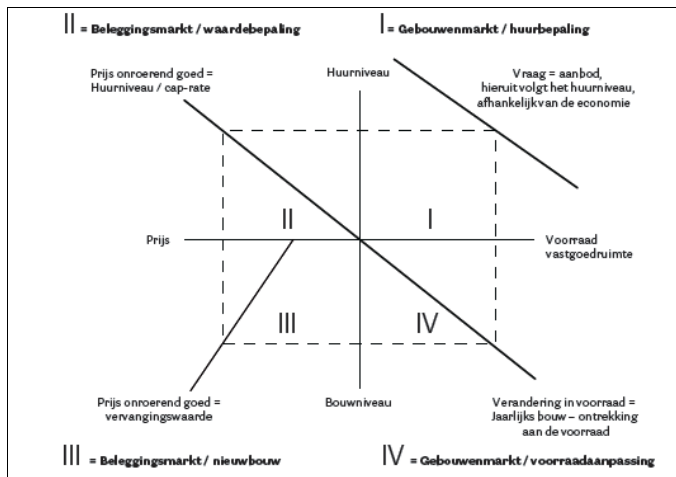 II = Beleggingsmarkt / waardebepaling
I = Gebouwenmarkt / huurbepaling
Prijs onroerend goed =
Huurniveau / cap-rate
Huurniveau
Vraag = aanbod,
hieruit volgt het huurniveau,
afhankelijk van de economie
II
I
Prijs
Voorraad
vastgoedruimte
III
IV
Prijs onroerend goed =
vervangingswaarde
Bouwniveau
Verandering in voorraad =
Jaarlijks bouw – ontrekking
aan de voorraad
III = Beleggingsmarkt / nieuwbouw
IV = Gebouwenmarkt / voorraadaanpassing